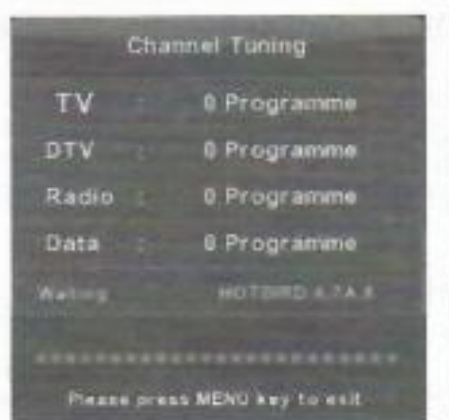 Channel Tuning
TV : 0 Programme
DTV : 0 Programme
Radio : 0 Programme
Data : 0 Programme
Waiting HOTBIRD
Please press MENU key to exit